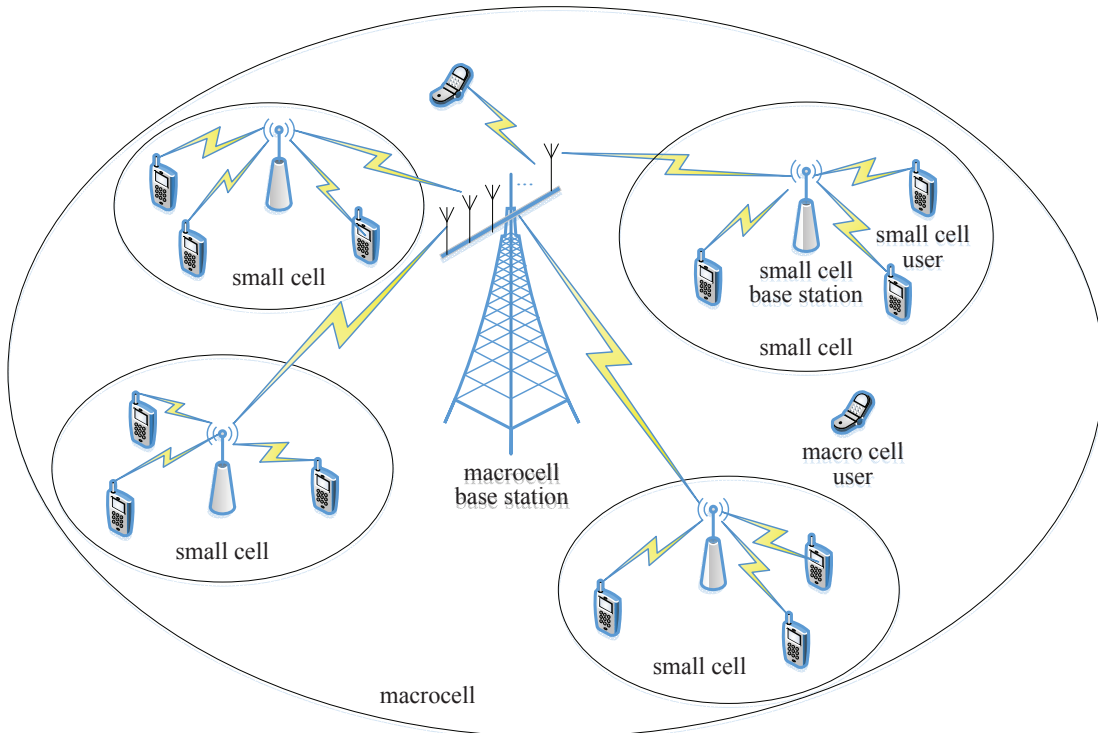 ...
small cell
small cell
user
small cell
base station
small cell
macro cell
user
macrocell
base station
small cell
small cell
macrocell